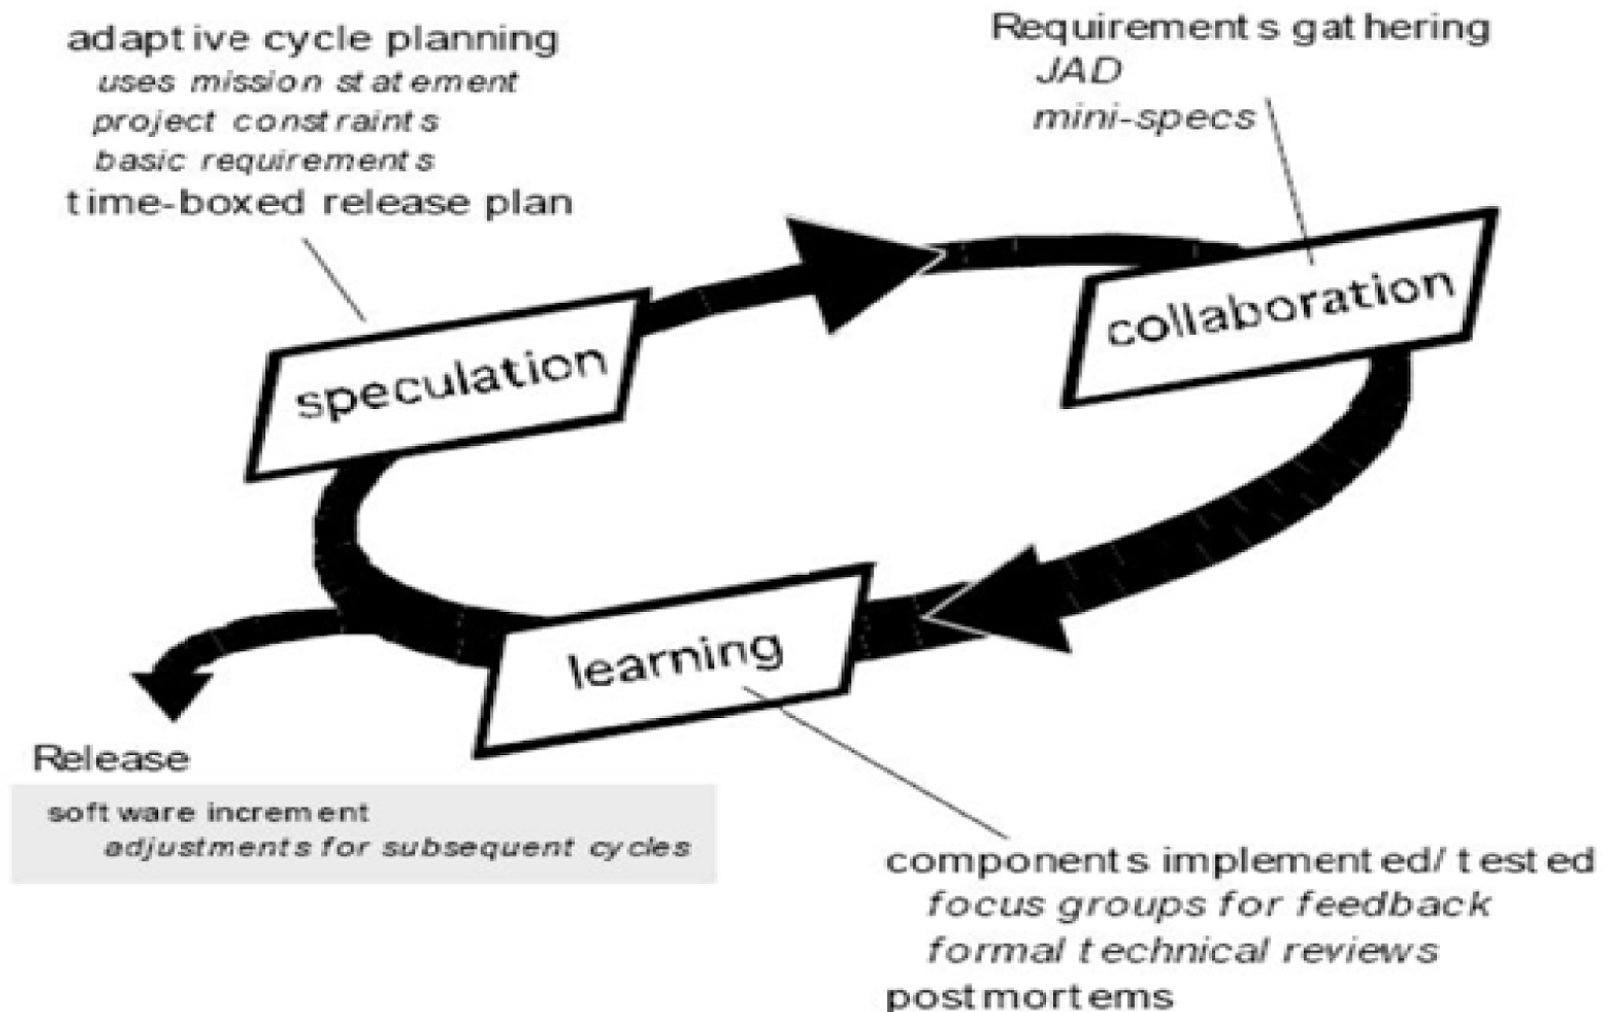 adaptive cycle planning
uses mission statement
project constraints
basic requirements
time-boxed release plan
Requirements gathering
JAD
mini-specs
speculation
collaboration
learning
Release
software increment
adjustments for subsequent cycles
components implemented/tested
focus groups for feedback
formal technical reviews
postmortems